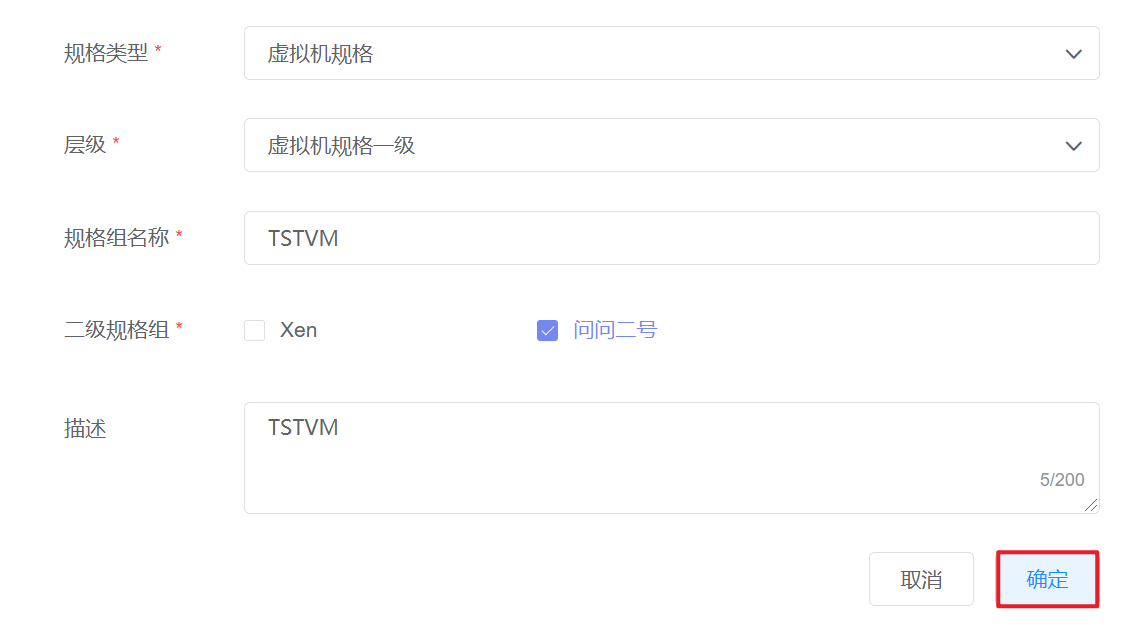 规格类型 * 虚拟机规格
层级 * 虚拟机规格一级
规格组名称 * TSTVM
二级规格组 * Xen 问问二号
描述 TSTVM
5/200
取消 确定